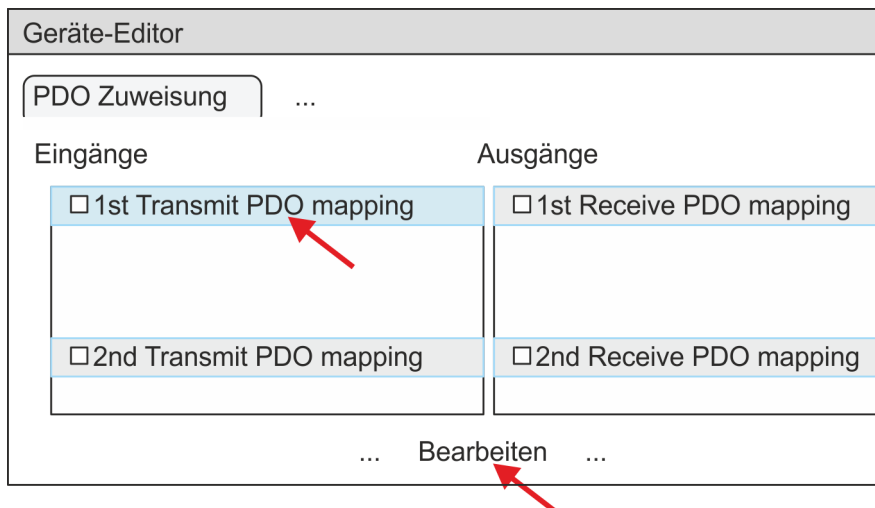 Geräte-Editor
PDO Zuweisung ...
Eingänge Ausgänge
1st Transmit PDO mapping 1st Receive PDO mapping
2nd Transmit PDO mapping 2nd Receive PDO mapping
... Bearbeiten ...